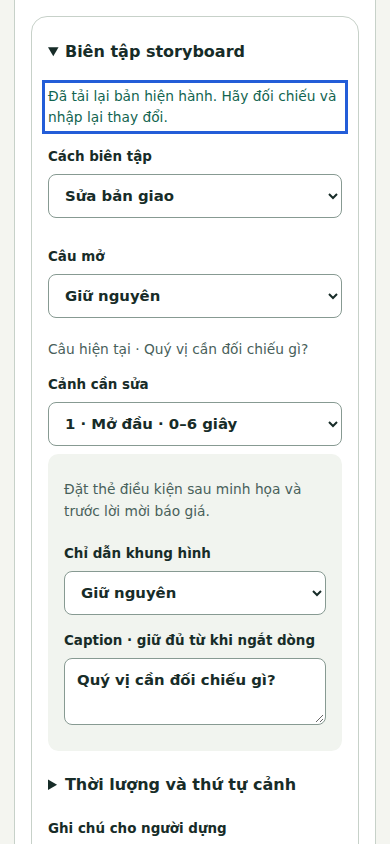 Biên tập storyboard
Đã tải lại bản hiện hành. Hãy đối chiếu và
nhập lại thay đổi.
Cách biên tập
Sửa bản giao
Câu mở
Giữ nguyên
Câu hiện tại · Quý vị cần đối chiếu gì?
Cảnh cần sửa
1 · Mở đầu · 0–6 giây
Đặt thẻ điều kiện sau minh họa và
trước lời mời báo giá.
Chỉ dẫn khung hình
Giữ nguyên
Caption · giữ đủ từ khi ngắt dòng
Quý vị cần đối chiếu gì?
Thời lượng và thứ tự cảnh
Ghi chú cho người dựng